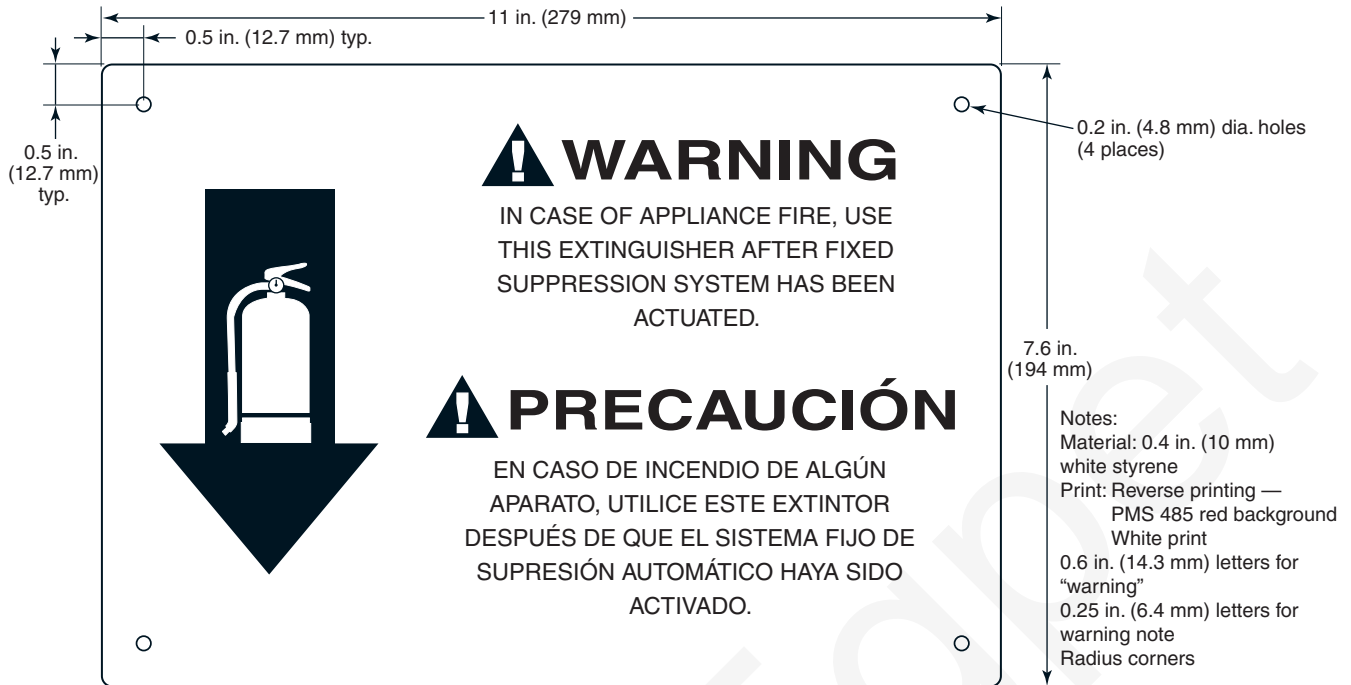 11 in. (279 mm)
0.5 in. (12.7 mm) typ.
0.5 in.
(12.7 mm)
typ.
0.2 in. (4.8 mm) dia. holes
(4 places)
WARNING
IN CASE OF APPLIANCE FIRE, USE
THIS EXTINGUISHER AFTER FIXED
SUPPRESSION SYSTEM HAS BEEN
ACTUATED.
7.6 in.
(194 mm)
PRECAUCIÓN
EN CASO DE INCENDIO DE ALGÚN
APARATO, UTILICE ESTE EXTINTOR
DESPUÉS DE QUE EL SISTEMA FIJO DE
SUPRESIÓN AUTOMÁTICO HAYA SIDO
ACTIVADO.
Notes:
Material: 0.4 in. (10 mm)
white styrene
Print: Reverse printing —
PMS 485 red background
White print
0.6 in. (14.3 mm) letters for
“warning”
0.25 in. (6.4 mm) letters for
warning note
Radius corners